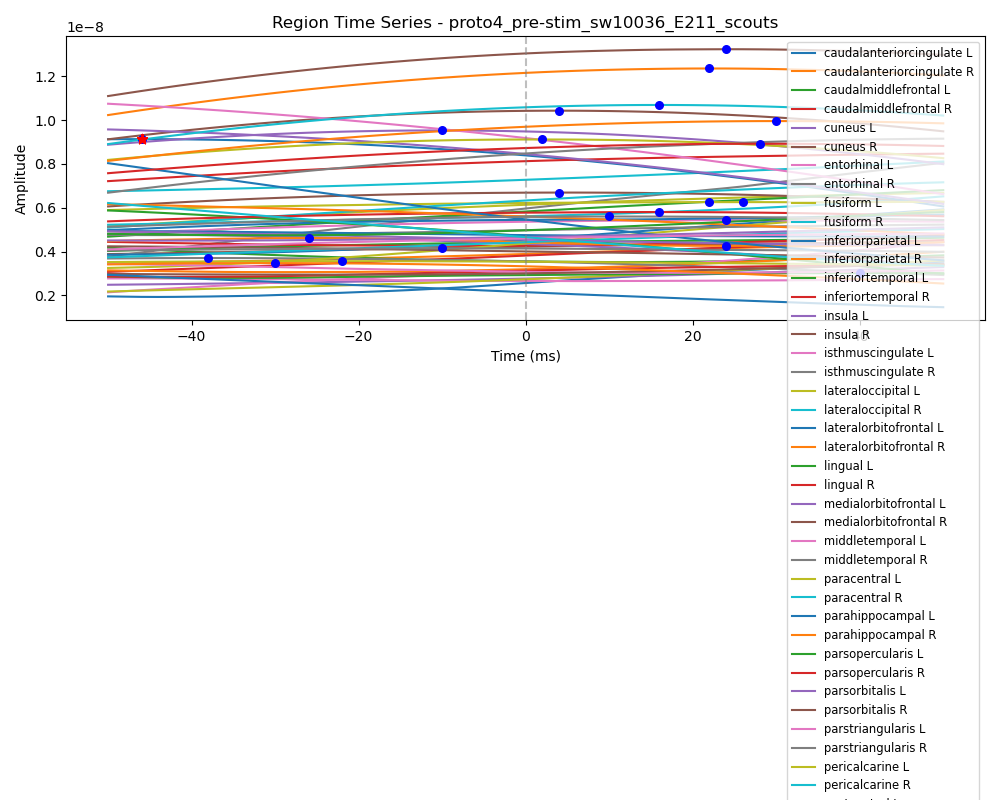 Region Time Series - proto4_pre-stim_sw10036_E211_scouts
1e−8
Amplitude
1.2
1.0
0.8
0.6
0.4
0.2
−40
−20
0
20
40
Time (ms)
caudalanteriorcingulate L
caudalanteriorcingulate R
caudalmiddlefrontal L
caudalmiddlefrontal R
cuneus L
cuneus R
entorhinal L
entorhinal R
fusiform L
fusiform R
inferiorparietal L
inferiorparietal R
inferiortemporal L
inferiortemporal R
insula L
insula R
isthmuscingulate L
isthmuscingulate R
lateraloccipital L
lateraloccipital R
lateralorbitofrontal L
lateralorbitofrontal R
lingual L
lingual R
medialorbitofrontal L
medialorbitofrontal R
middletemporal L
middletemporal R
paracentral L
paracentral R
parahippocampal L
parahippocampal R
parsopercularis L
parsopercularis R
parsorbitalis L
parsorbitalis R
parstriangularis L
parstriangularis R
pericalcarine L
pericalcarine R